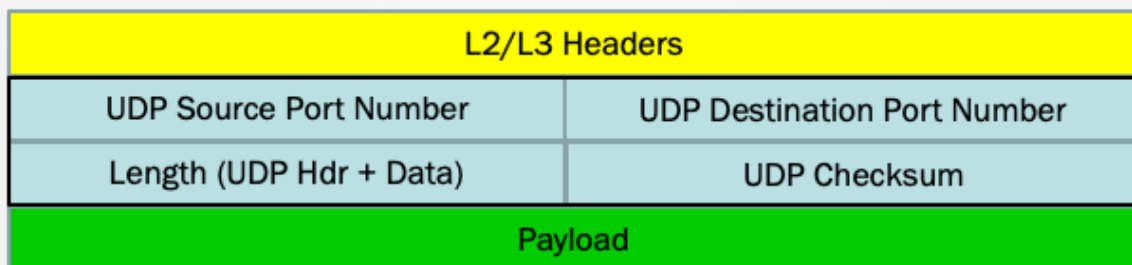 L2/L3 Headers
UDP Source Port Number
UDP Destination Port Number
Length (UDP Hdr + Data)
UDP Checksum
Payload